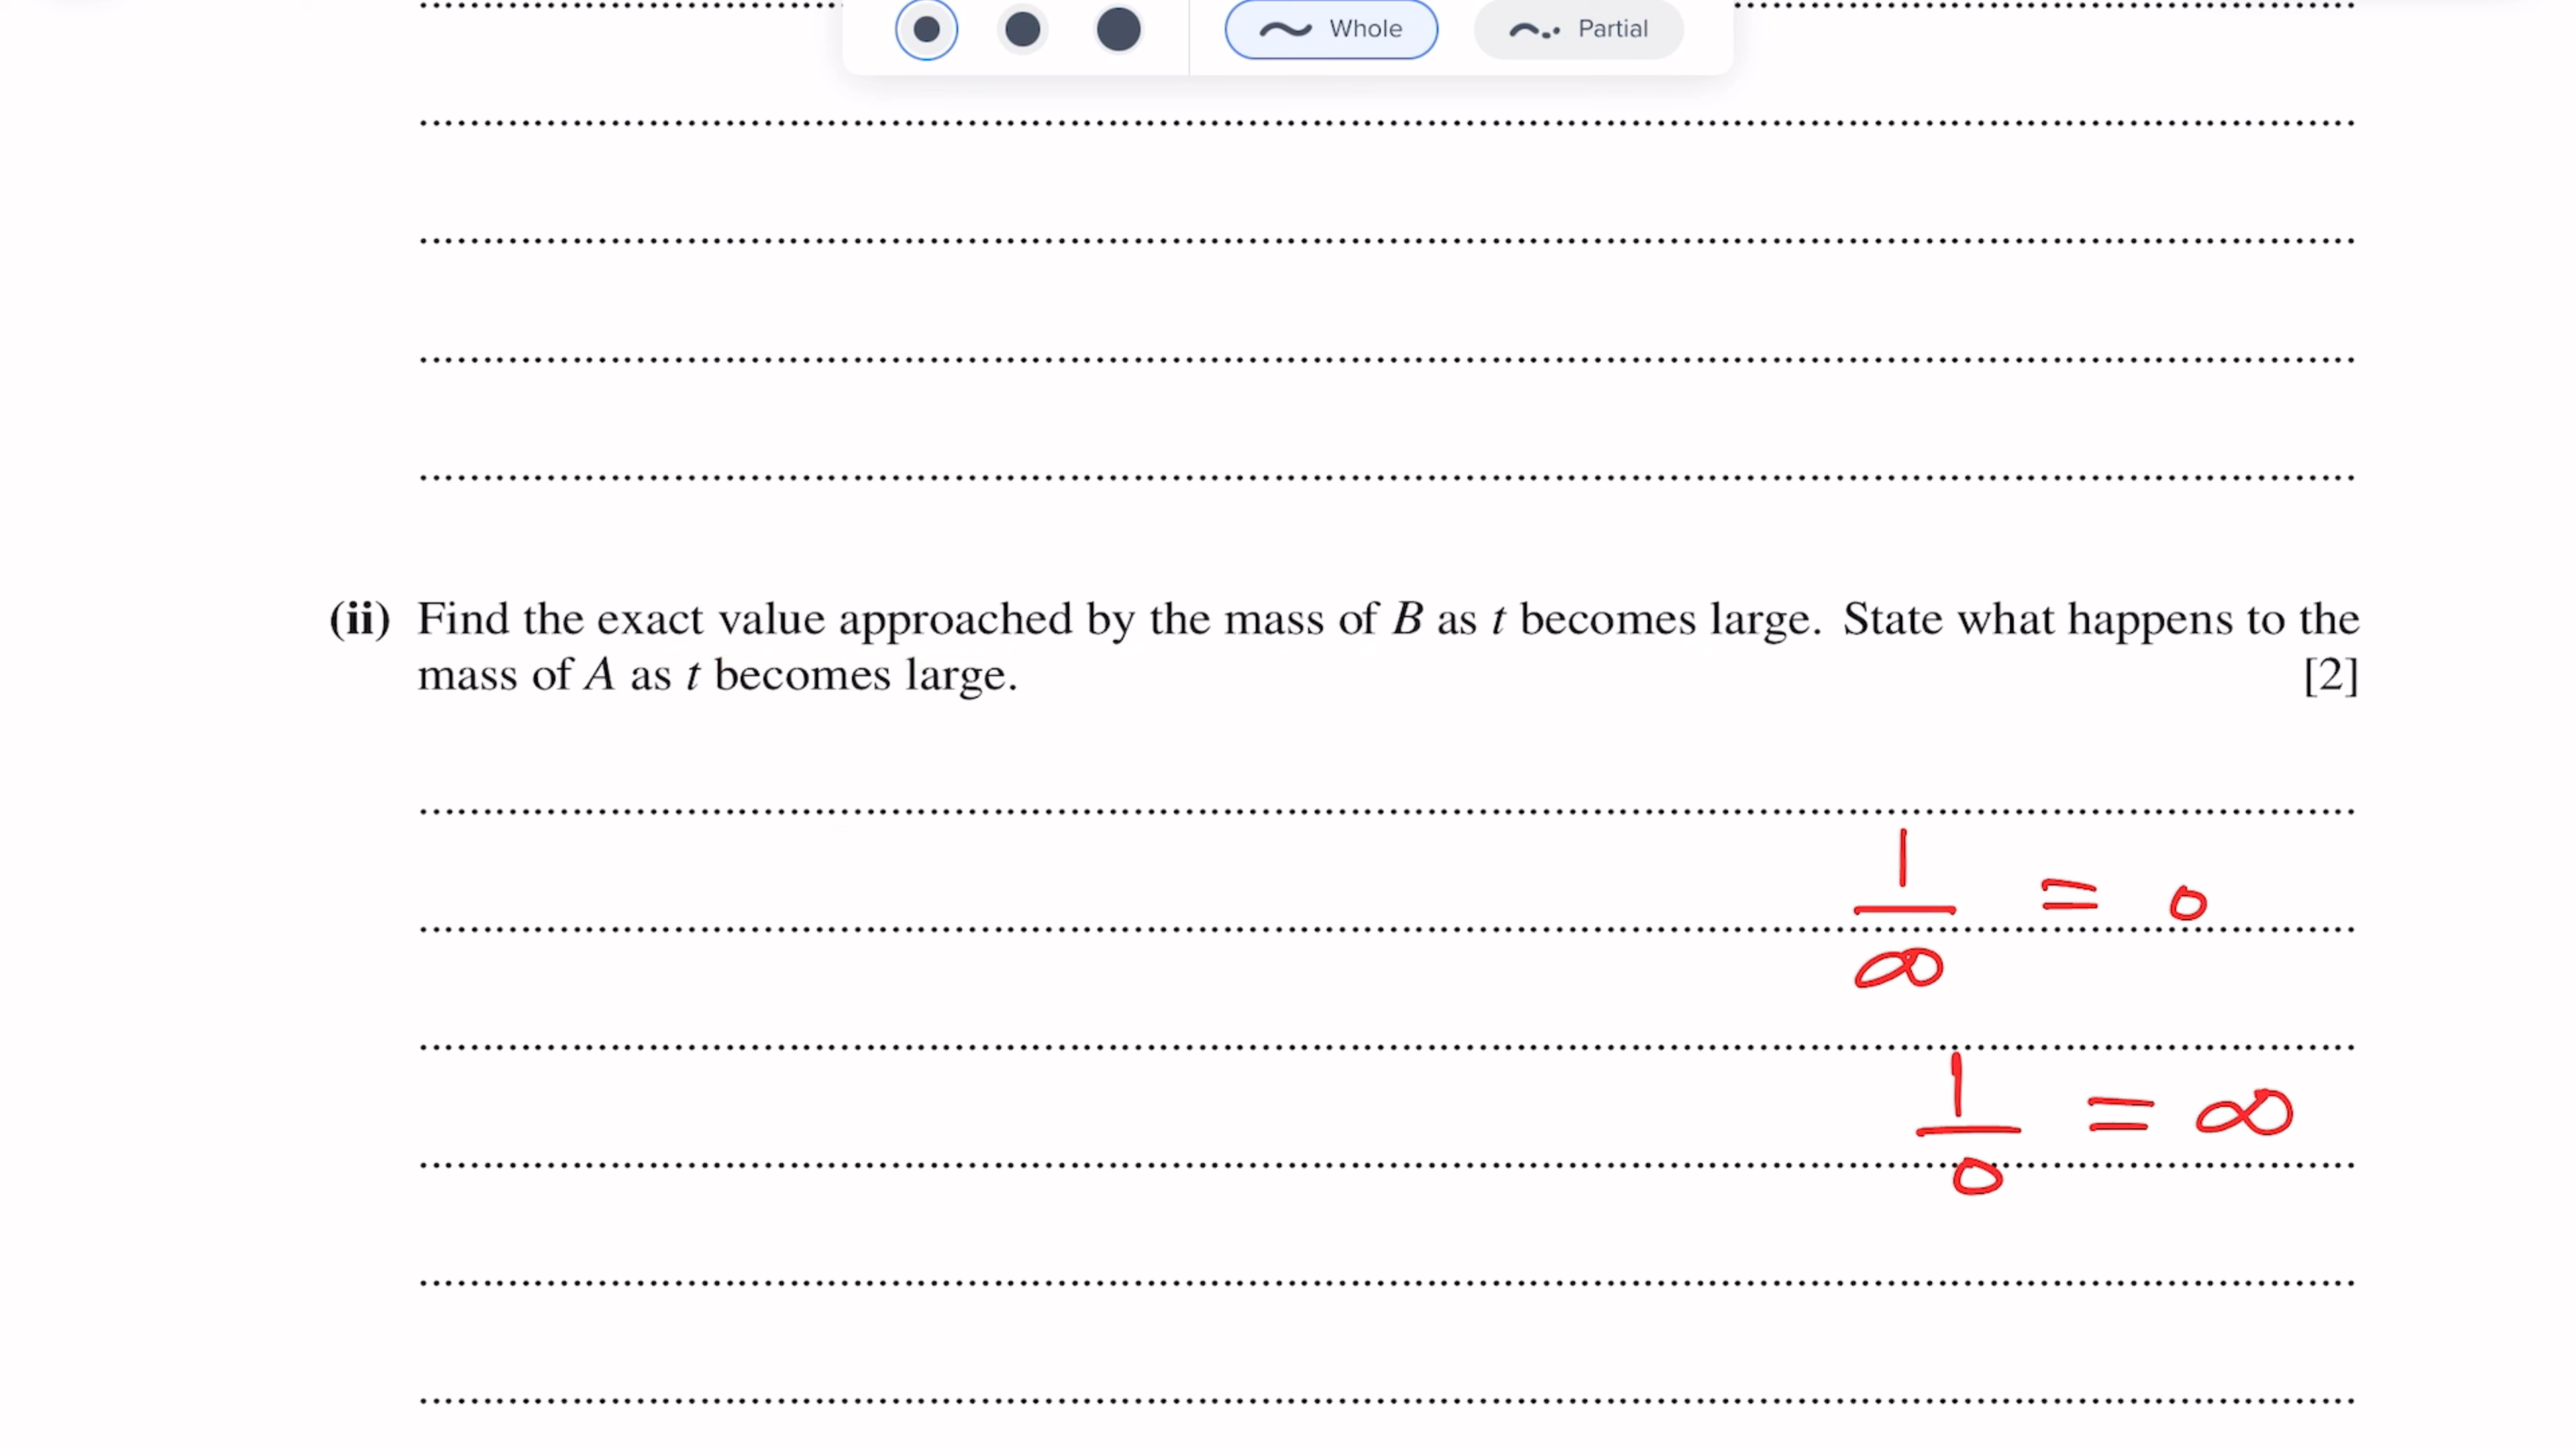 Whole Partial
(ii) Find the exact value approached by the mass of B as t becomes large. State what happens to the
mass of A as t becomes large. [2]
1/∞ = 0
1/0 = ∞